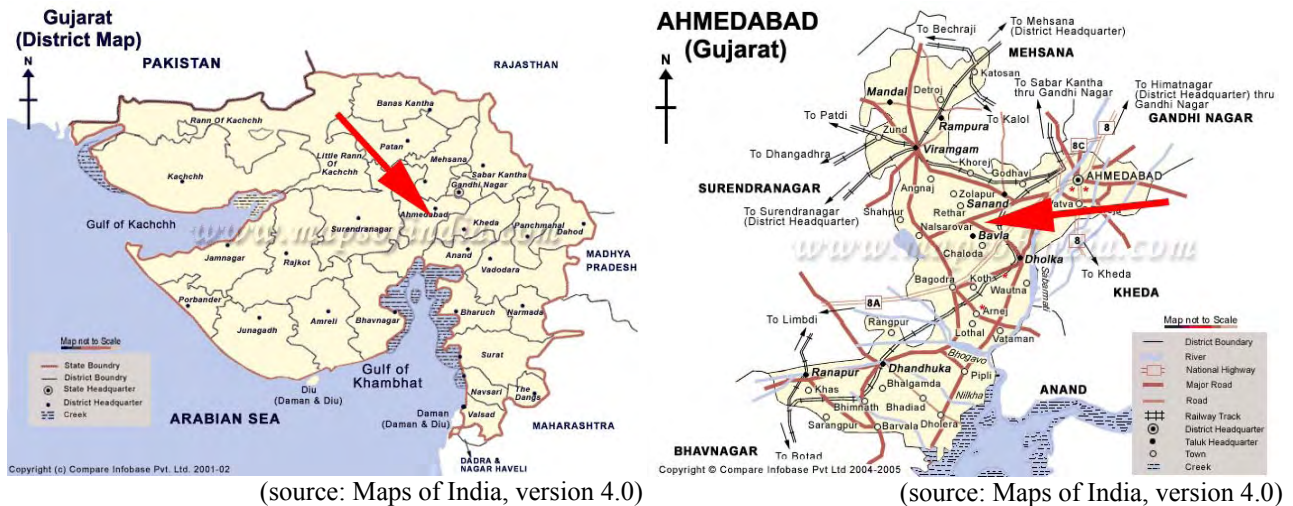 Gujarat
(District Map)
N
PAKISTAN
RAJASTHAN
Banas Kantha
Rann Of Kachchh
Patan
Little Rann
Of
Kachchh
Mehsana
Sabar Kantha
Kachchh
Gandhi Nagar
Ahmedabad
Gulf of Kachchh
Kheda
Panchmahal
Dahod
Surendranagar
www.mapsofindia.com
Anand
MADHYA
PRADESH
Jamnagar
Rajkot
Vadodara
Porbander
Bharuch
Narmada
Junagadh
Amreli
Bhavnagar
Map not to Scale
State Boundry
District Boundry
State Headquarter
District Headquarter
Creek
Surat
Gulf of
Khambhat
Diu
(Daman & Diu)
Navsari
The
Dangs
Valsad
ARABIAN SEA
Daman
(Daman & Diu)
MAHARASHTRA
DADRA &
NAGAR HAVELI
Copyright (c) Compare Infobase Pvt. Ltd. 2001-02
(source: Maps of India, version 4.0)
AHMEDABAD
(Gujarat)
N
To Bechraji
To Mehsana
(District Headquarter)
MEHSANA
Katosan
To Sabar Kantha
thru Gandhi Nagar
To Himatnagar
(District Headquarter) thru
Gandhi Nagar
GANDHI NAGAR
Mandal
Detroj
To Patdi
Rampura
To Kalol
8
8C
Zund
Viramgam
To Dhangadhra
Khorej
Godhavi
AHMEDABAD
SURENDRANAGAR
Angnaj
Zolapur
Sanand
To Surendranagar
(District Headquarter)
Shahpur
Rethar
Nalsarovar
Bavla
8
Chaloda
Dholka
To Kheda
KHEDA
Bagodra
Koth
Wautna
Sabarmati
8A
To Limbdi
Arnej
Rangpur
Lothal
Vataman
Bhogavo
Ranapur
Dhandhuka
Pipli
Khas
Bhalgamda
Nilkha
ANAND
Bhimnath
Bhadiad
Sarangpur
Barvala
Dholera
BHAVNAGAR
To Botad
Map not to Scale
District Boundary
River
National Highway
Major Road
Road
Railway Track
District Headquarter
Taluk Headquarter
Town
Creek
Copyright © Compare Infobase Pvt Ltd 2004-2005
(source: Maps of India, version 4.0)